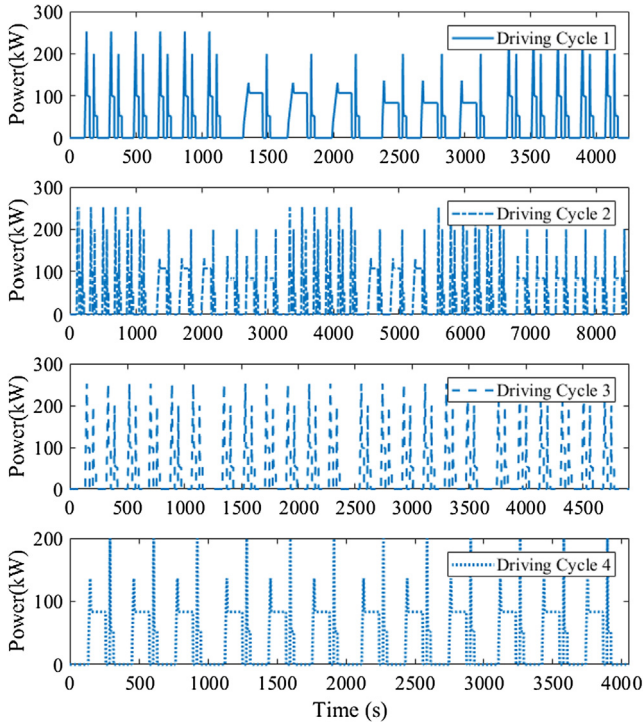 300
200
100
0
Power(kW)
Driving Cycle 1
0 500 1000 1500 2000 2500 3000 3500 4000
300
200
100
0
Power(kW)
Driving Cycle 2
0 1000 2000 3000 4000 5000 6000 7000 8000
300
200
100
0
Power(kW)
Driving Cycle 3
0 500 1000 1500 2000 2500 3000 3500 4000 4500
200
100
0
Power(kW)
Driving Cycle 4
0 500 1000 1500 2000 2500 3000 3500 4000
Time (s)